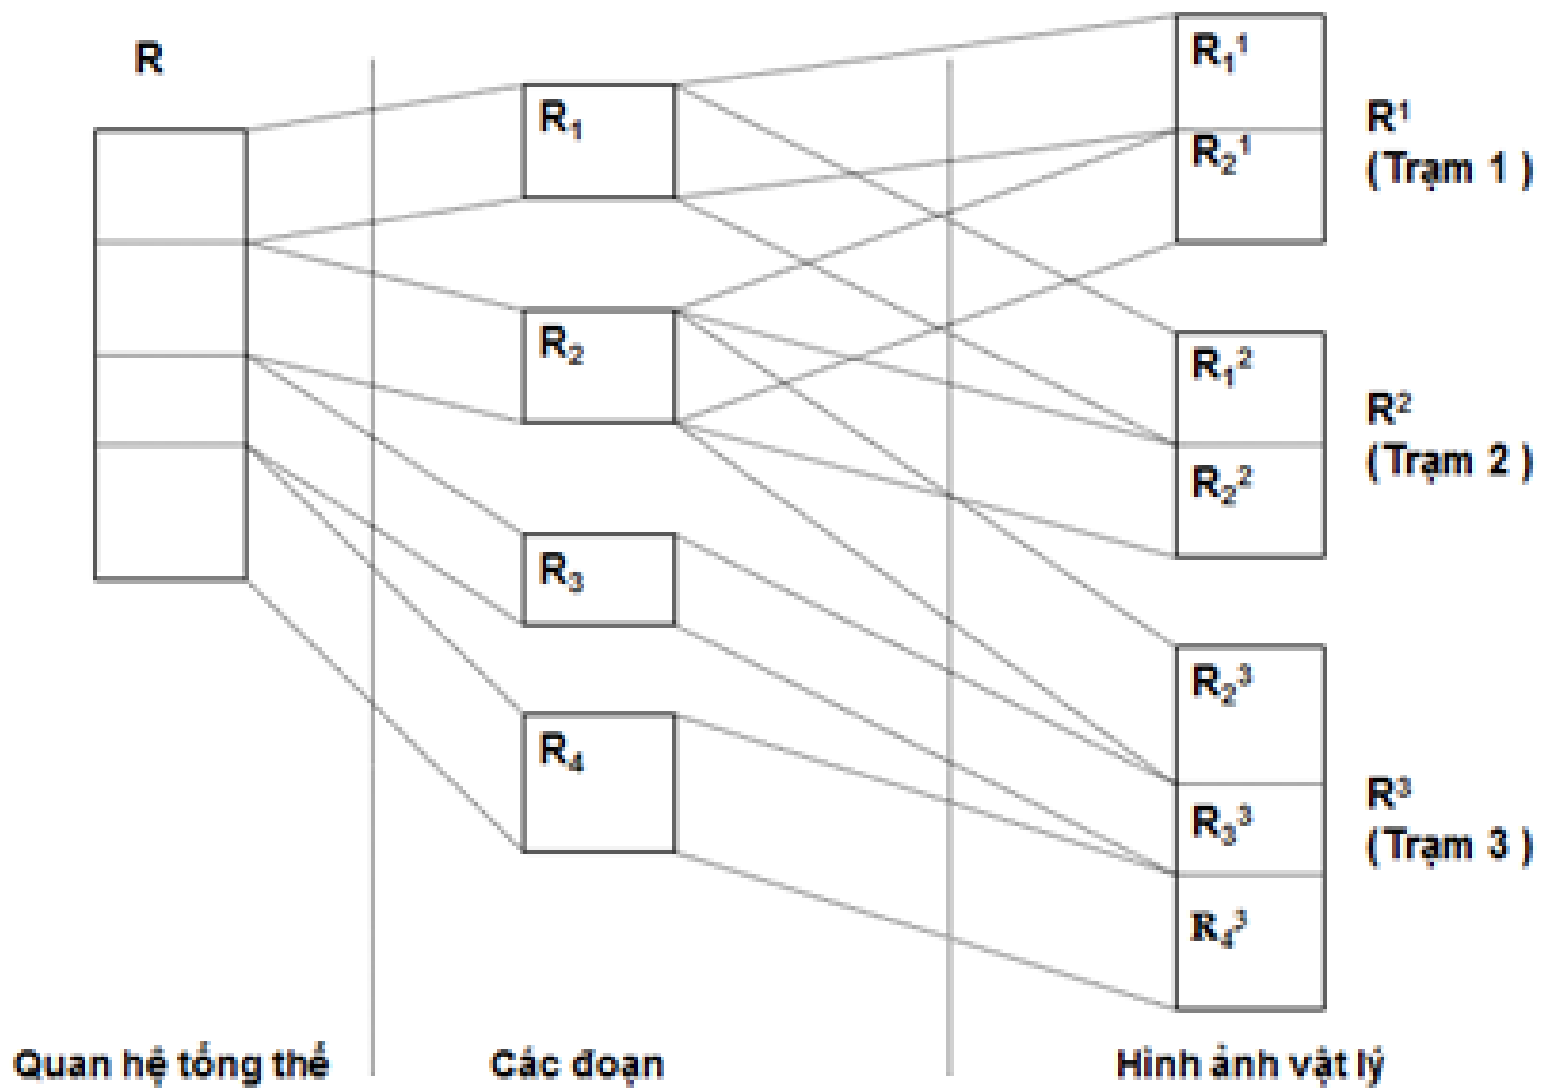 R
R₁
R₂
R₃
R₄
R₁¹
R₂¹
R¹
(Trạm 1 )
R₁²
R₂²
R²
(Trạm 2 )
R₂³
R₃³
R₄³
R³
(Trạm 3 )
Quan hệ tổng thể
Các đoạn
Hình ảnh vật lý